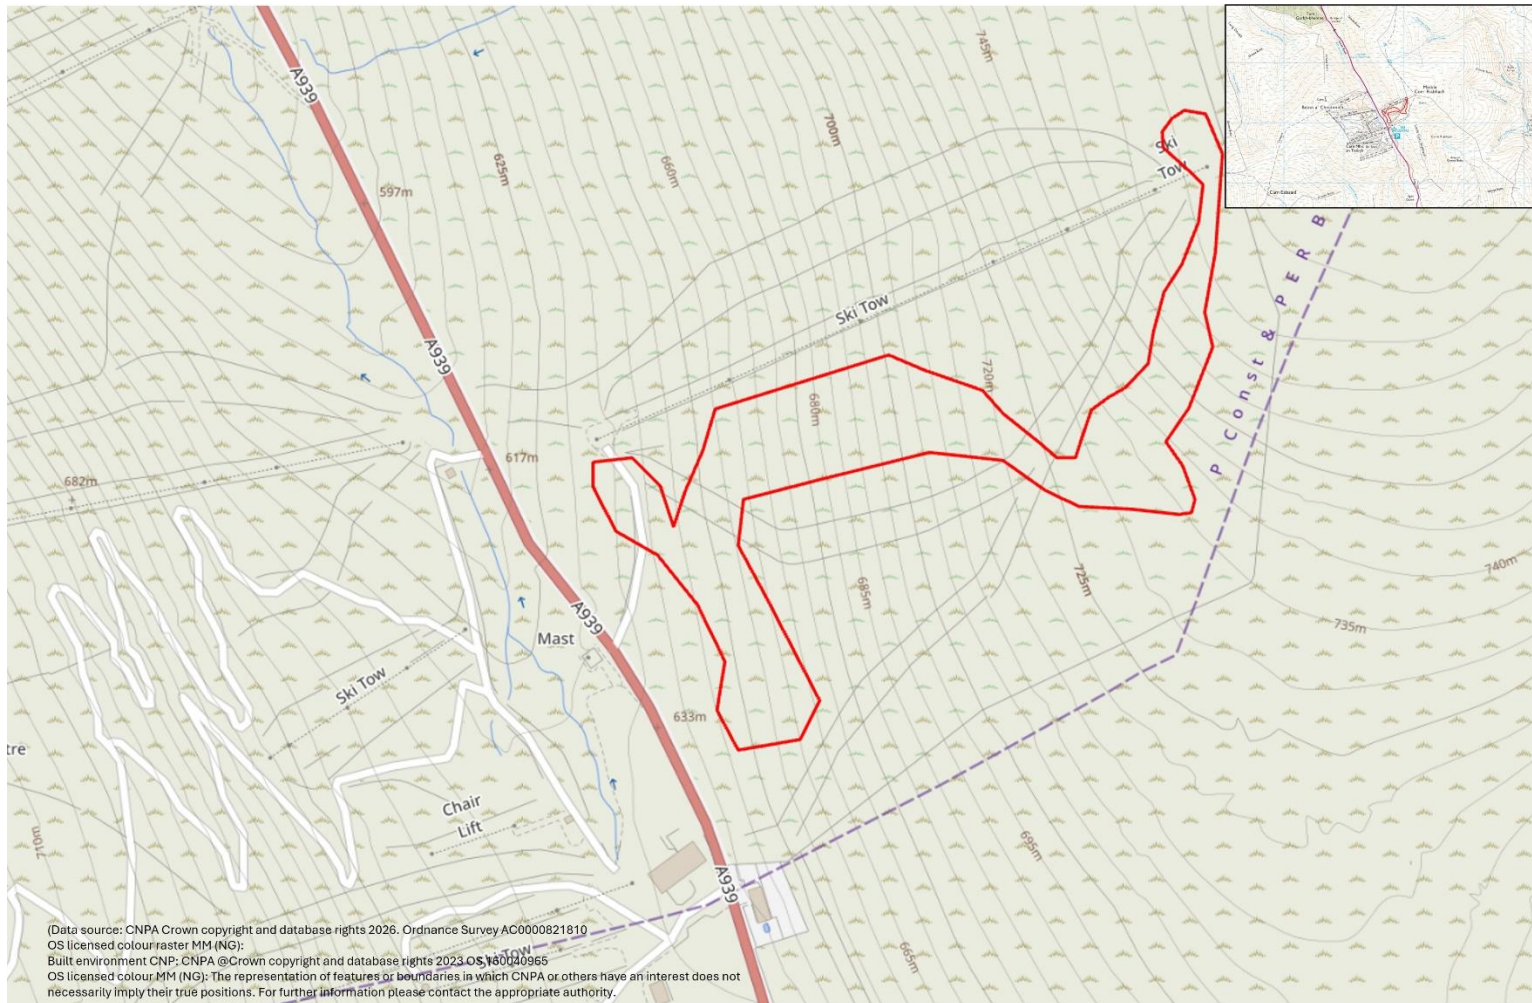 745m
A939
700m
625m
660m
Ski
Tow
597m
P Const & PER B
Ski Tow
A939
720m
680m
617m
682m
740m
685m
725m
A939
735m
Mast
Ski Tow
633m
tre
Chair
Lift
710m
695m
A939
665m
Ski Tow
(Data source: CNPA Crown copyright and database rights 2026. Ordnance Survey AC0000821810
OS licensed colour raster MM (NG):
Built environment CNP: CNPA @Crown copyright and database rights 2023 OS 150040965
OS licensed colour MM (NG): The representation of features or boundaries in which CNPA or others have an interest does not
necessarily imply their true positions. For further information please contact the appropriate authority.